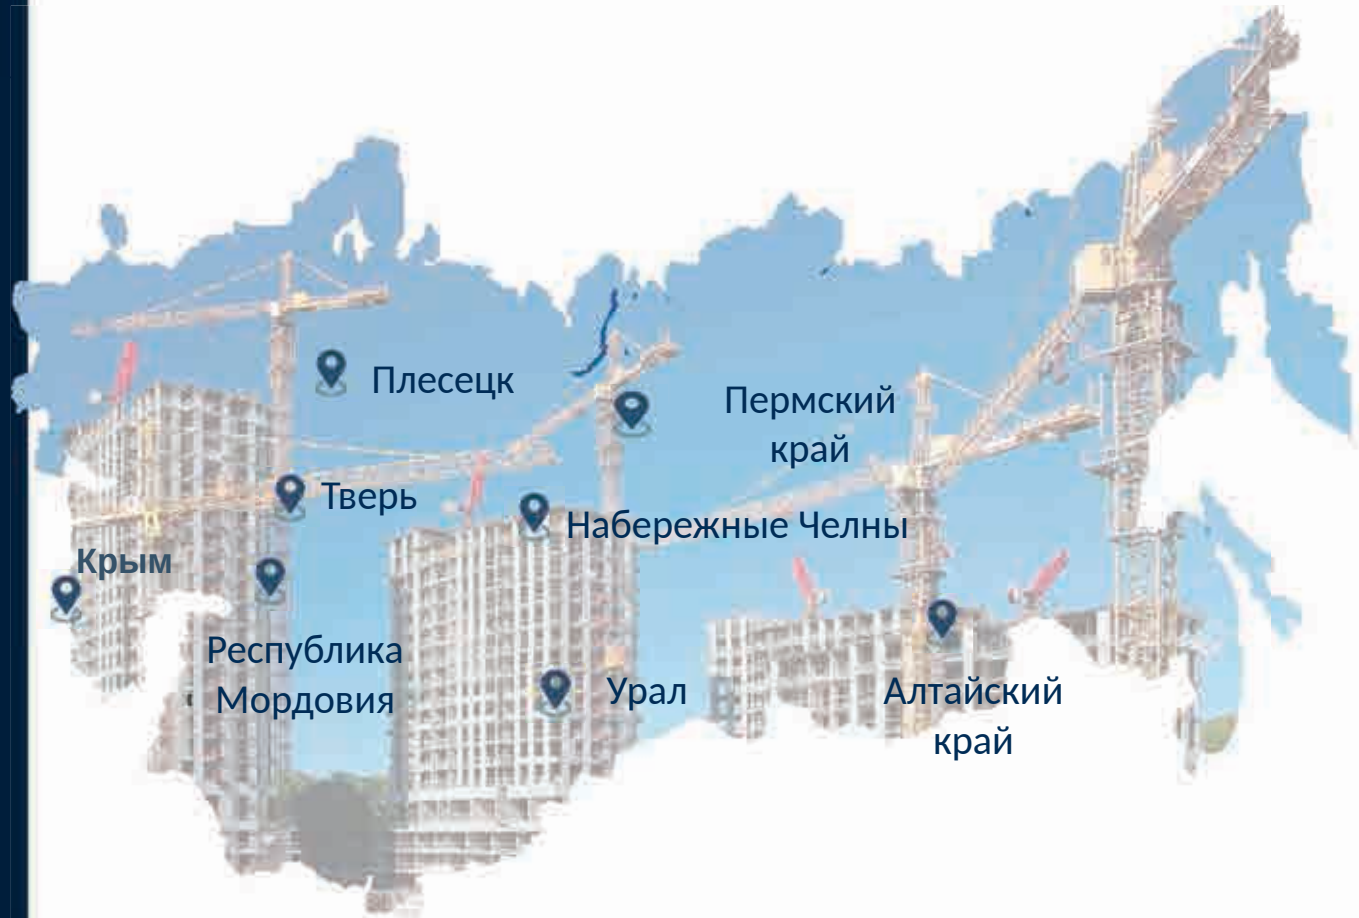 Плесецк
Пермский
край
Тверь
Набережные Челны
Крым
Республика
Мордовия
Урал
Алтайский
край